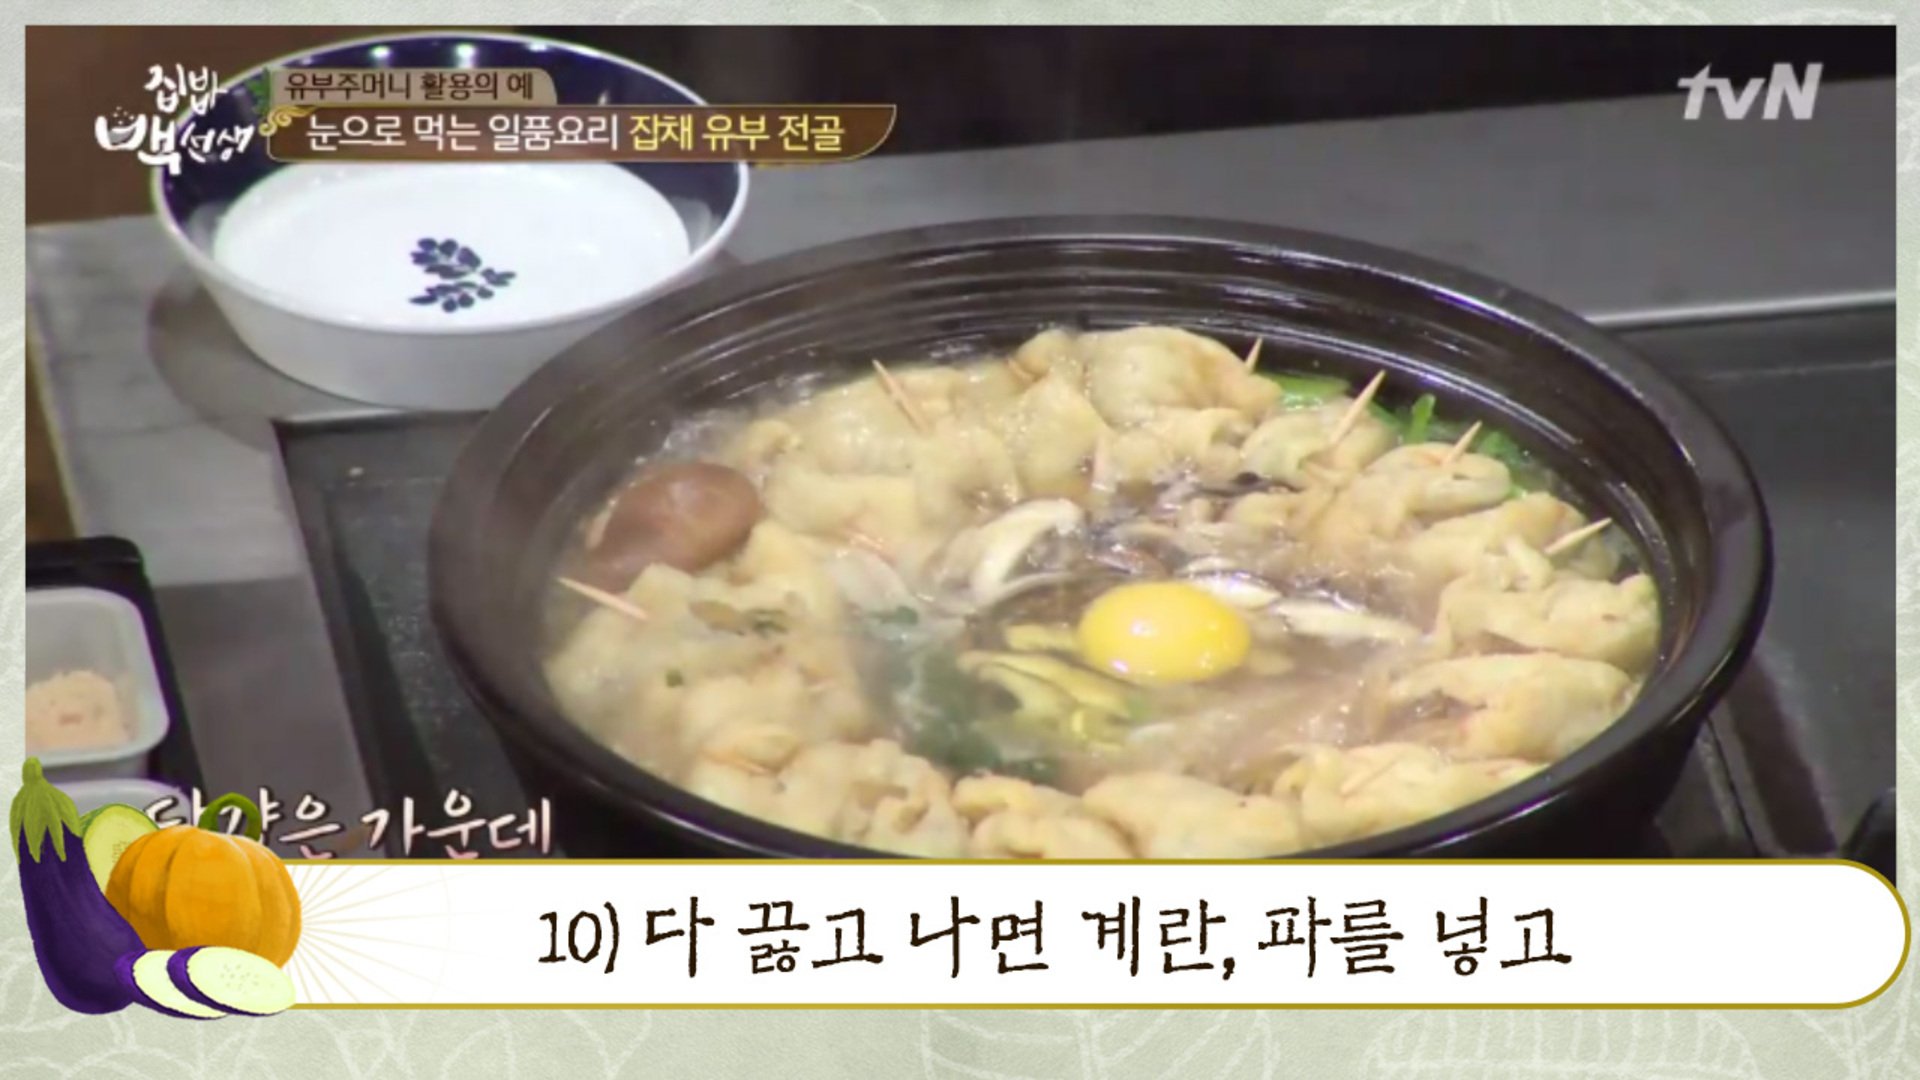 집밥
백선생
유부주머니 활용의 예
눈으로 먹는 일품요리 잡채 유부 전골
tvN
은 가운데
10) 다 끓고 나면 계란, 파를 넣고